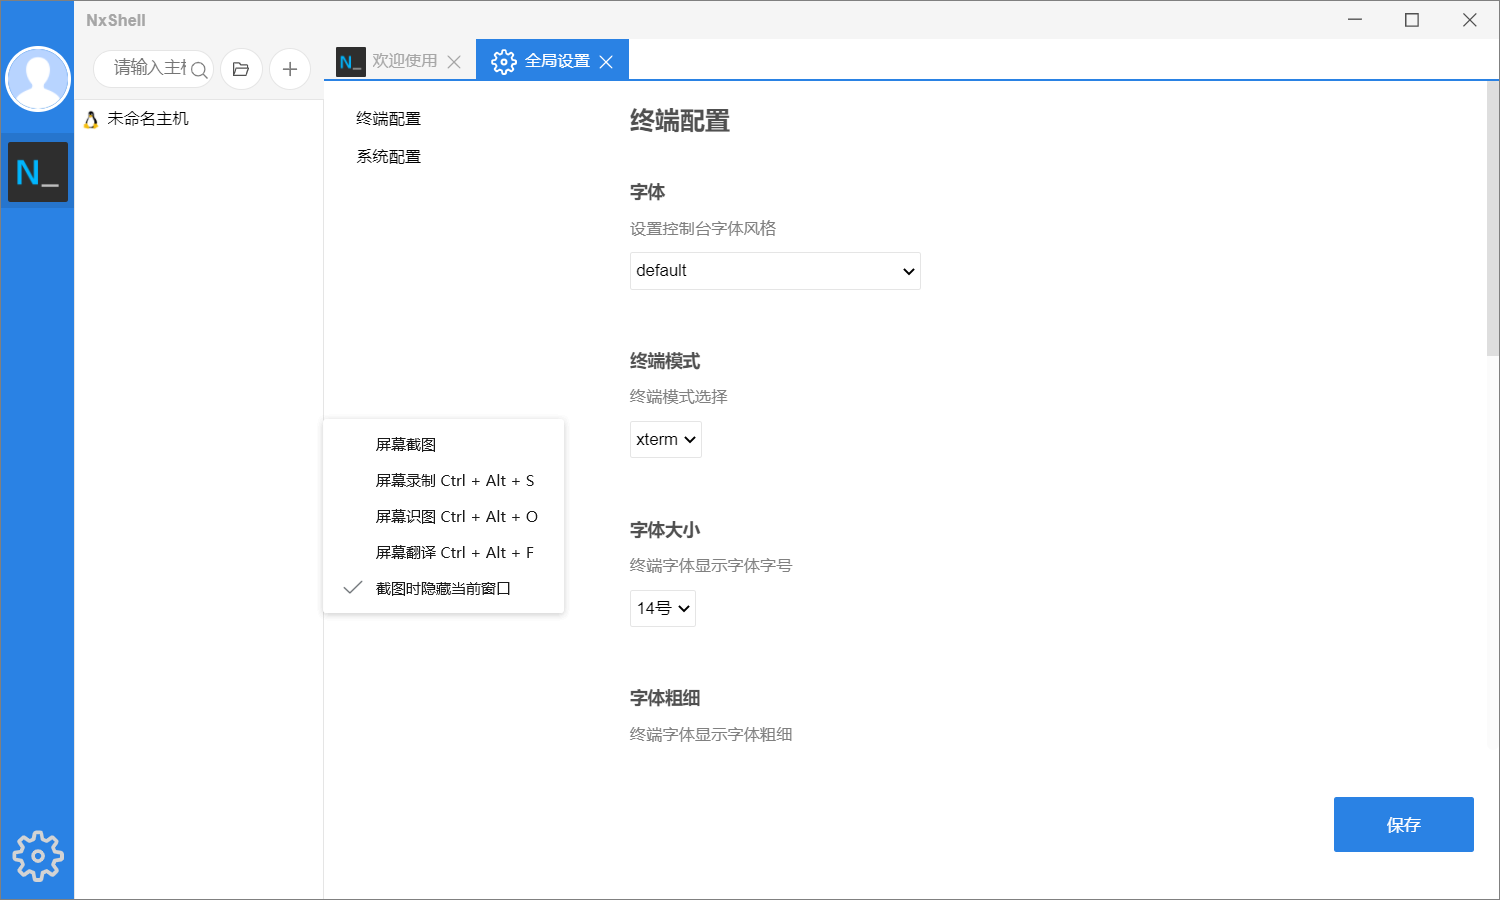 NxShell
请输入主机
N_ 欢迎使用
全局设置
未命名主机
N_
终端配置
系统配置
终端配置
字体
设置控制台字体风格
default
终端模式
终端模式选择
xterm
字体大小
终端字体显示字体字号
14号
字体粗细
终端字体显示字体粗细
屏幕截图
屏幕录制 Ctrl + Alt + S
屏幕识图 Ctrl + Alt + O
屏幕翻译 Ctrl + Alt + F
截图时隐藏当前窗口
保存